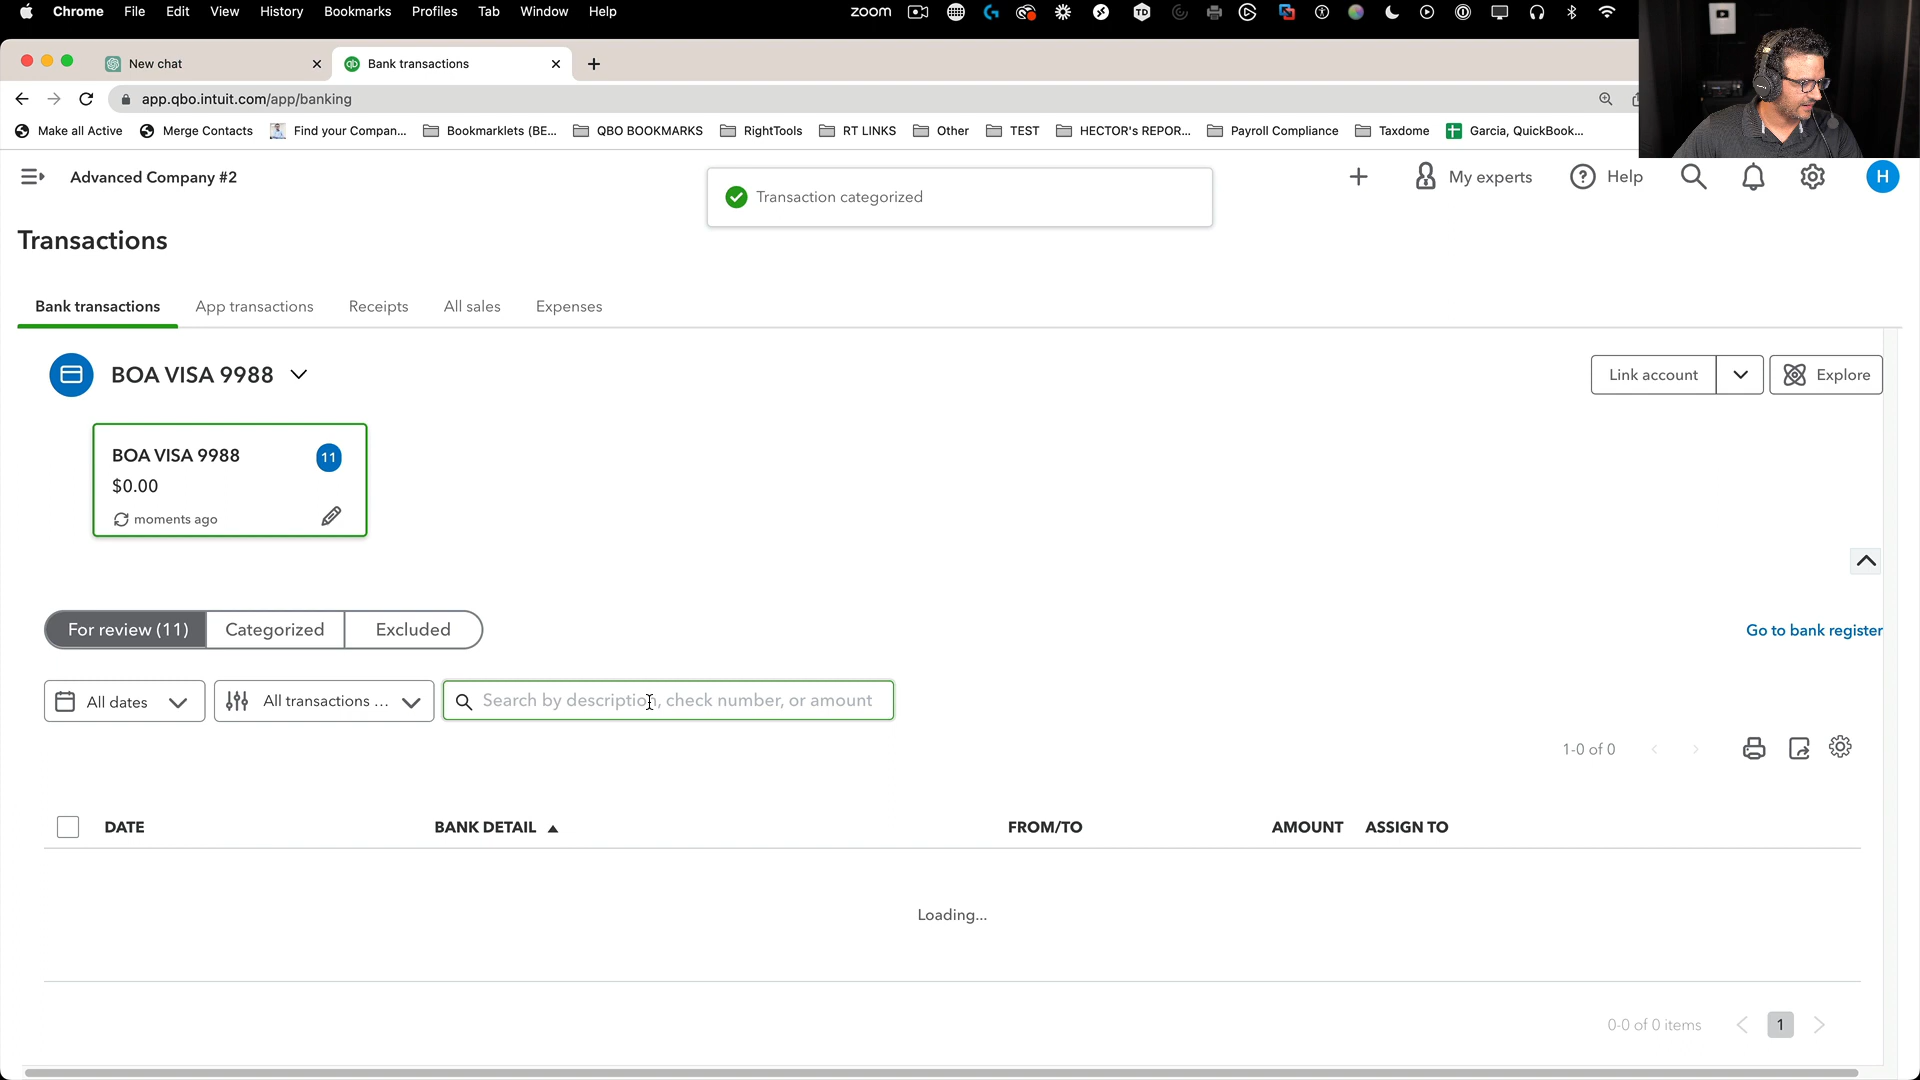 Chrome File Edit View History Bookmarks Profiles Tab Window Help zoom TD
New chat Bank transactions
app.qbo.intuit.com/app/banking
Make all Active Merge Contacts Find your Compan... Bookmarklets (BE... QBO BOOKMARKS RightTools RT LINKS Other TEST HECTOR's REPOR... Payroll Compliance Taxdome Garcia, QuickBook...
Advanced Company #2 My experts Help H
Transaction categorized
Transactions
Bank transactions App transactions Receipts All sales Expenses
BOA VISA 9988 Link account Explore
BOA VISA 9988 11
$0.00
moments ago
For review (11) Categorized Excluded Go to bank register
All dates All transactions ... Search by description, check number, or amount
1-0 of 0
DATE BANK DETAIL FROM/TO AMOUNT ASSIGN TO
Loading...
0-0 of 0 items 1